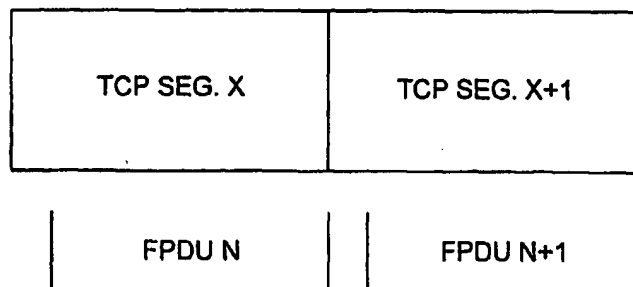 TCP SEG. X
TCP SEG. X+1
FPDU N
FPDU N+1